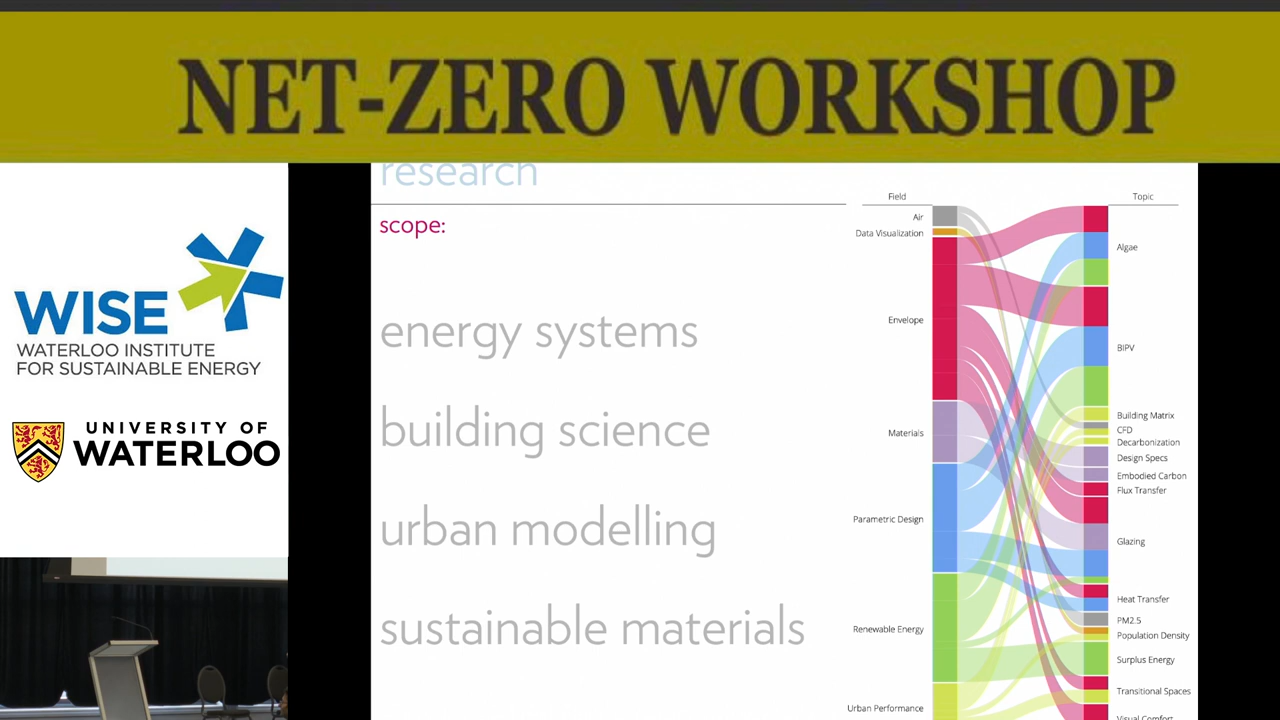 NET-ZERO WORKSHOP
WISE
WATERLOO INSTITUTE
FOR SUSTAINABLE ENERGY
UNIVERSITY OF
WATERLOO
research
scope:
energy systems
building science
urban modelling
sustainable materials
Field
Air
Data Visualization
Envelope
Materials
Parametric Design
Renewable Energy
Urban Performance
Topic
Algae
BIPV
Building Matrix
CFD
Decarbonization
Design Specs
Embodied Carbon
Flux Transfer
Glazing
Heat Transfer
PM2.5
Population Density
Surplus Energy
Transitional Spaces
Visual Comfort